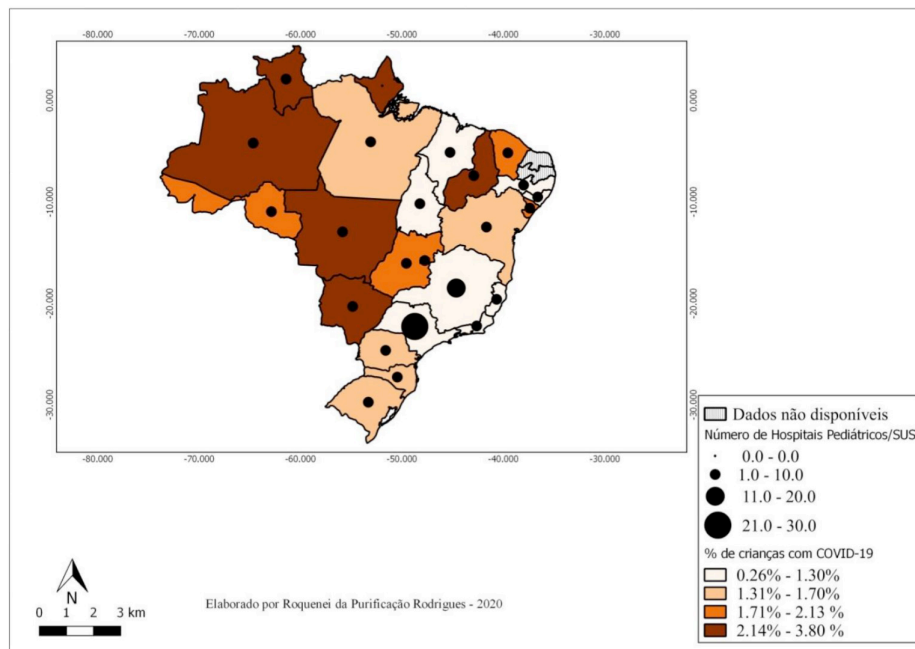 -80.000 -70.000 -60.000 -50.000 -40.000 -30.000
0.000 0.000
-10.000 -10.000
-20.000 -20.000
-30.000 -30.000
-80.000 -70.000 -60.000 -50.000 -40.000 -30.000
Dados não disponíveis
Número de Hospitais Pediátricos/SUS
0.0 - 0.0
1.0 - 10.0
11.0 - 20.0
21.0 - 30.0
% de crianças com COVID-19
0.26% - 1.30%
1.31% - 1.70%
1.71% - 2.13 %
2.14% - 3.80 %
N
0 1 2 3 km
Elaborado por Roquenei da Purificação Rodrigues - 2020